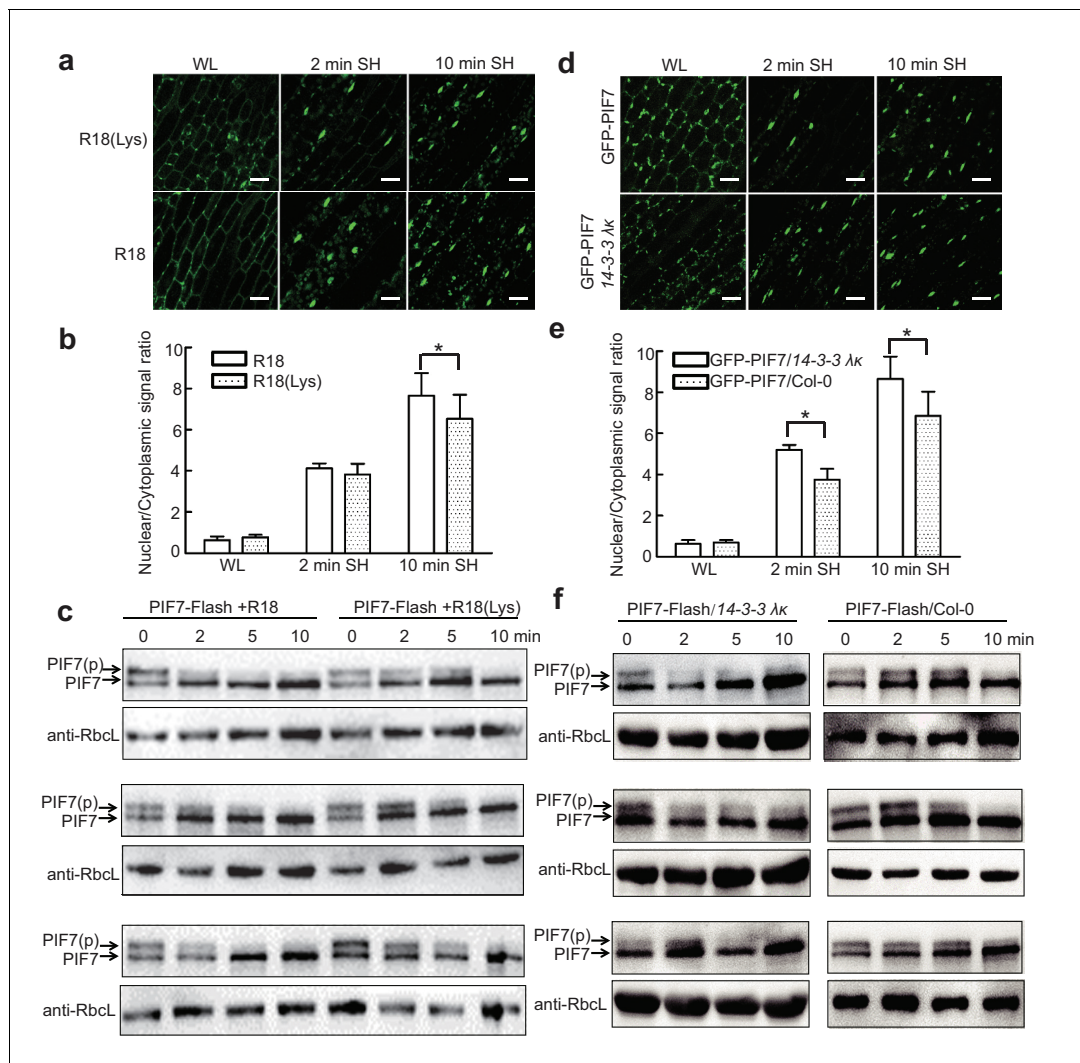 a
WL 2 min SH 10 min SH
R18(Lys)
R18
b
Nuclear/Cytoplasmic signal ratio
10
8
6
4
2
0
R18
R18(Lys)
*
WL 2 min SH 10 min SH
c
PIF7-Flash +R18 PIF7-Flash +R18(Lys)
0 2 5 10 0 2 5 10 min
PIF7(p)
PIF7
anti-RbcL
PIF7(p)
PIF7
anti-RbcL
PIF7(p)
PIF7
anti-RbcL
d
WL 2 min SH 10 min SH
GFP-PIF7
GFP-PIF7
14-3-3 λκ
e
Nuclear/Cytoplasmic signal ratio
10
8
6
4
2
0
GFP-PIF7/14-3-3 λκ
GFP-PIF7/Col-0
*
*
WL 2 min SH 10 min SH
f
PIF7-Flash/14-3-3 λκ PIF7-Flash/Col-0
0 2 5 10 0 2 5 10 min
PIF7(p)
PIF7
anti-RbcL
PIF7(p)
PIF7
anti-RbcL
PIF7(p)
PIF7
anti-RbcL